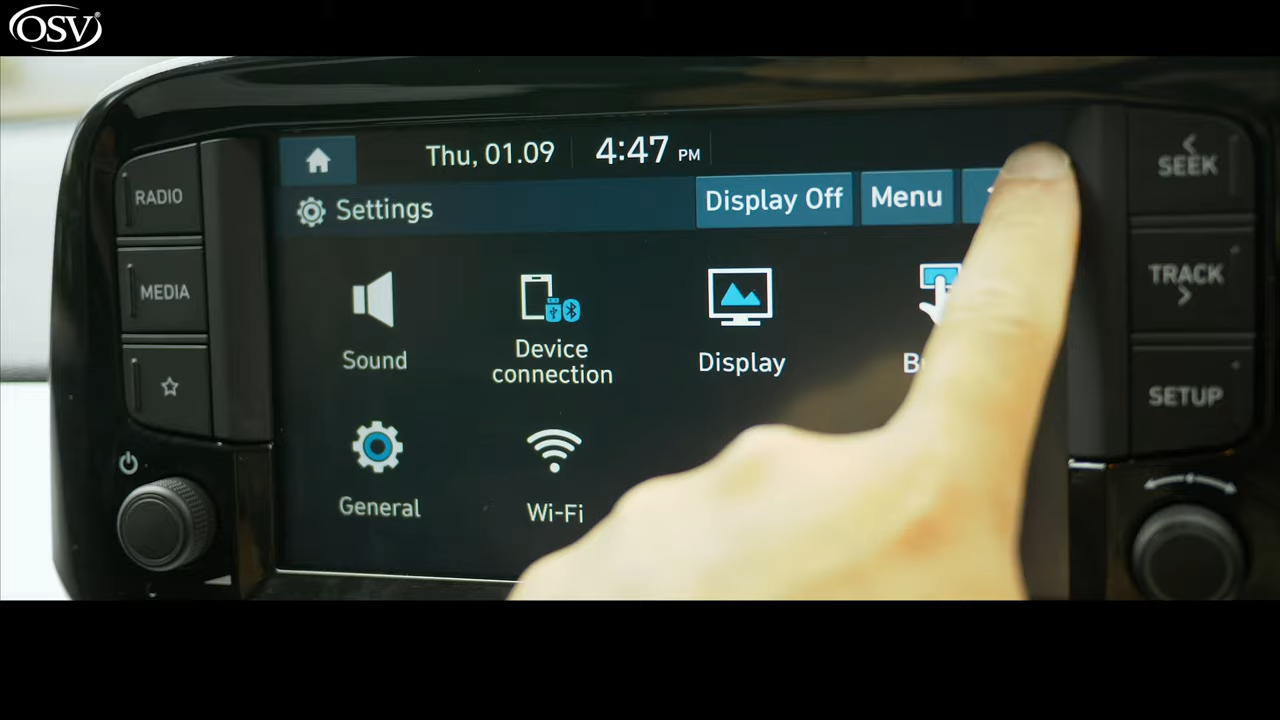 OSV
Thu, 01.09 4:47 PM
Settings Display Off Menu
RADIO
MEDIA
Sound
Device
connection
Display
General
Wi-Fi
SEEK
TRACK
SETUP